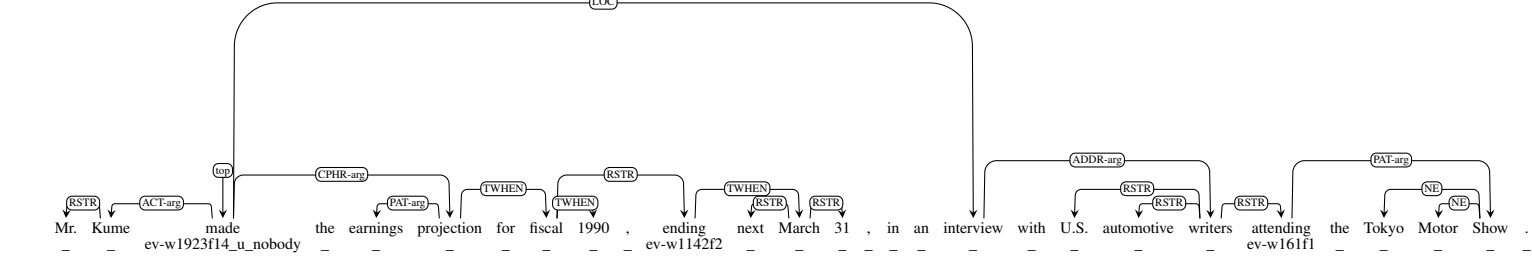 LOC
top
CPHR-arg RSTR ADDR-arg PAT-arg
TWHEN TWHEN RSTR NE
RSTR ACT-arg PAT-arg TWHEN RSTR RSTR RSTR RSTR NE
Mr. Kume made the earnings projection for fiscal 1990 , ending next March 31 , in an interview with U.S. automotive writers attending the Tokyo Motor Show .
_ _ ev-w1923f14_u_nobody _ _ _ _ _ _ _ ev-w1142f2 _ _ _ _ _ _ _ _ _ _ _ ev-w161f1 _ _ _ _ _